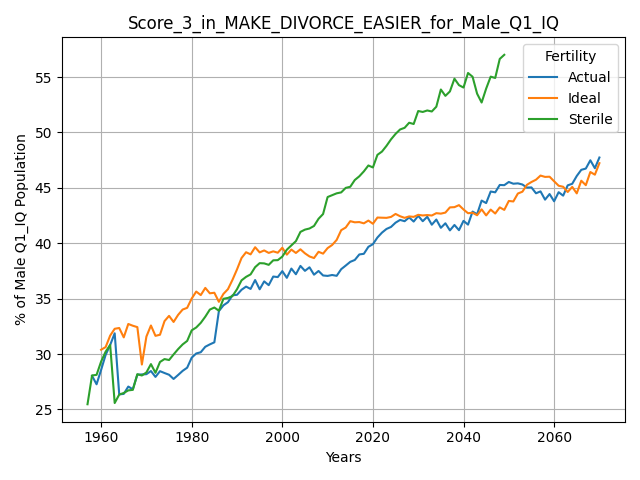 Score_3_in_MAKE_DIVORCE_EASIER_for_Male_Q1_IQ
Fertility
Actual
Ideal
Sterile
% of Male Q1_IQ Population
55
50
45
40
35
30
25
1960 1980 2000 2020 2040 2060
Years